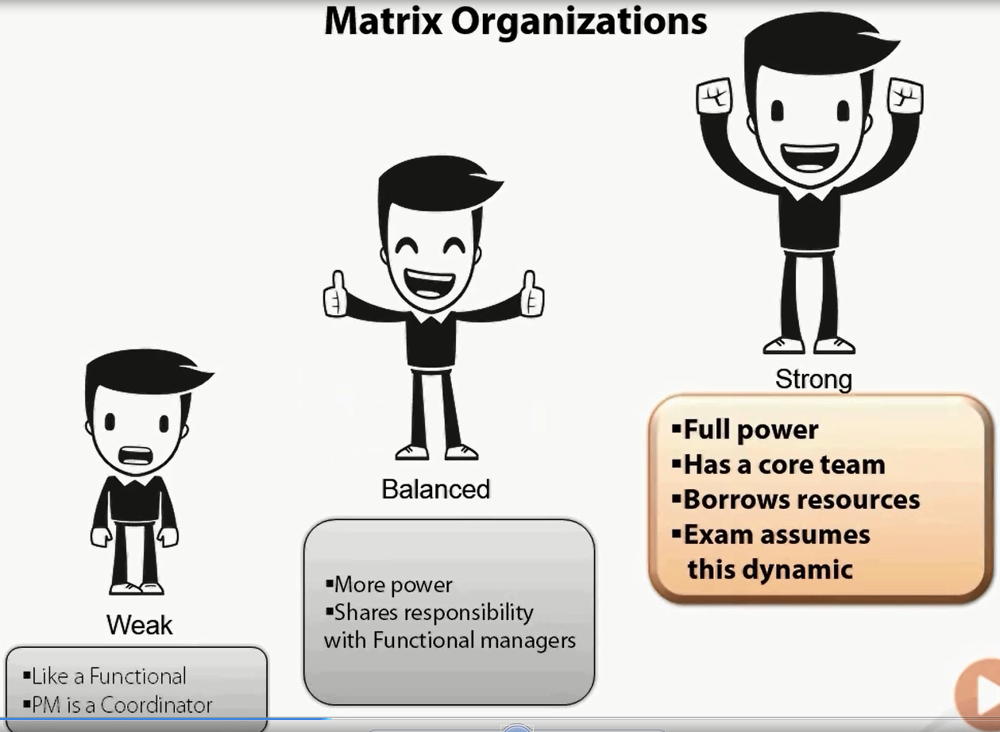 Matrix Organizations
Strong
▪Full power
▪Has a core team
▪Borrows resources
▪Exam assumes
this dynamic
Balanced
▪More power
▪Shares responsibility
with Functional managers
Weak
▪Like a Functional
▪PM is a Coordinator